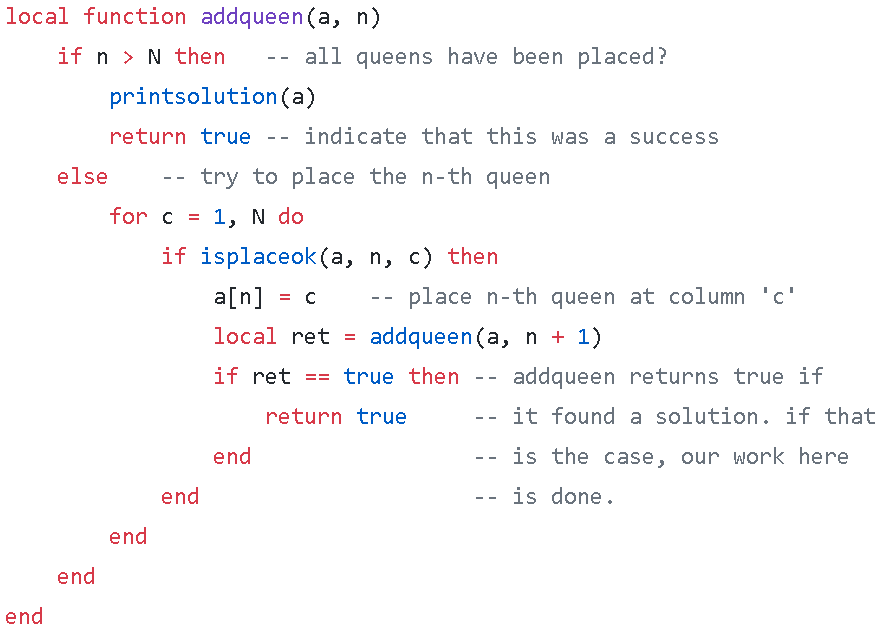 local function addqueen(a, n)
    if n > N then   -- all queens have been placed?
        printsolution(a)
        return true -- indicate that this was a success
    else    -- try to place the n-th queen
        for c = 1, N do
            if isplaceok(a, n, c) then
                a[n] = c    -- place n-th queen at column 'c'
                local ret = addqueen(a, n + 1)
                if ret == true then -- addqueen returns true if
                    return true     -- it found a solution. if that
                end                 -- is the case, our work here
            end                     -- is done.
        end
    end
end